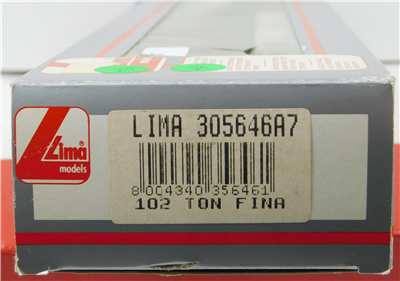 LIMA 305646A7
8 004340 356461
102 TON FINA
Lima®
models